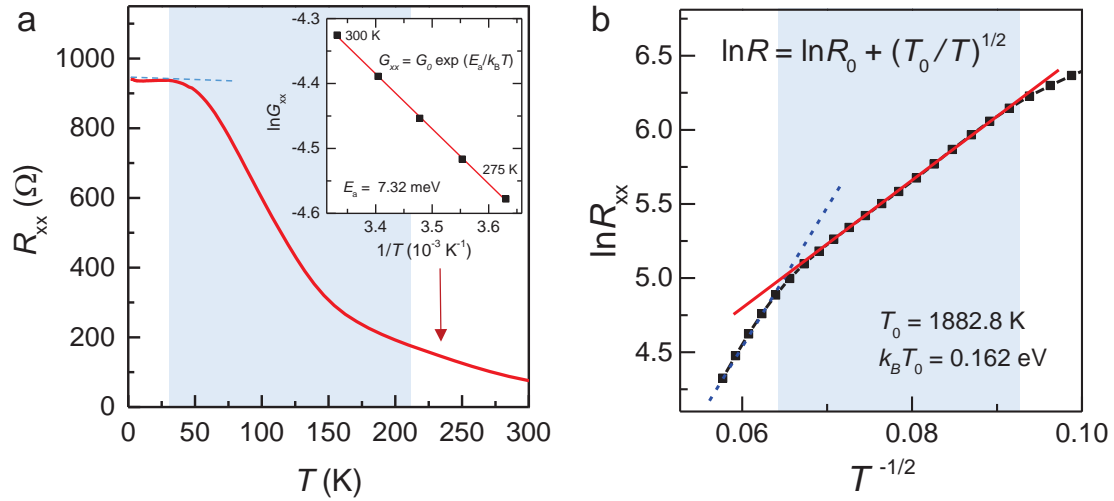 a
R_xx (Ω)
1000
800
600
400
200
0
0 50 100 150 200 250 300
T (K)
lnG_xx
-4.3
-4.4
-4.5
-4.6
300 K
G_xx = G_0 exp (E_a/k_BT)
275 K
E_a = 7.32 meV
3.4 3.5 3.6
1/T (10^-3 K^-1)
b
lnR_xx
6.5
6.0
5.5
5.0
4.5
lnR = lnR_0 + (T_0/T)^1/2
T_0 = 1882.8 K
k_BT_0 = 0.162 eV
0.06 0.08 0.10
T^-1/2